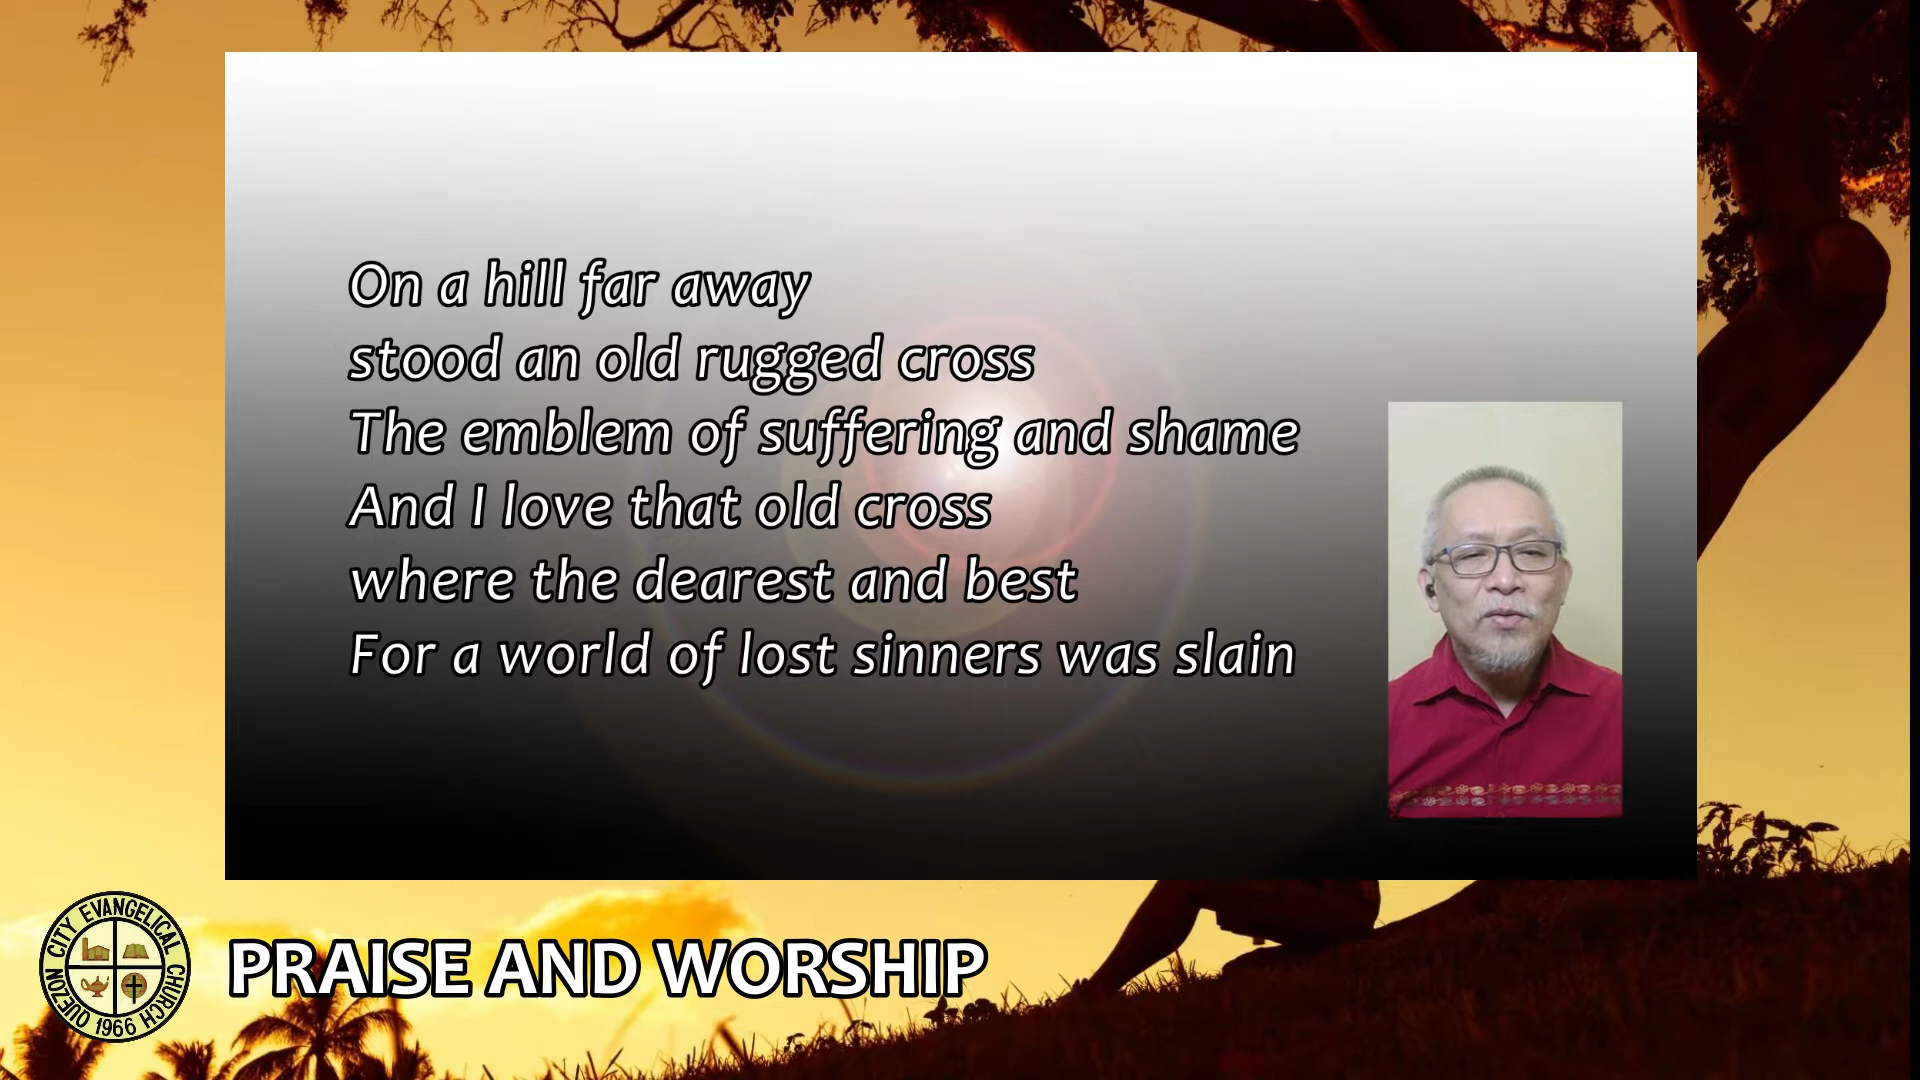 On a hill far away
stood an old rugged cross
The emblem of suffering and shame
And I love that old cross
where the dearest and best
For a world of lost sinners was slain
QUEZON CITY EVANGELICAL CHURCH
1966
PRAISE AND WORSHIP